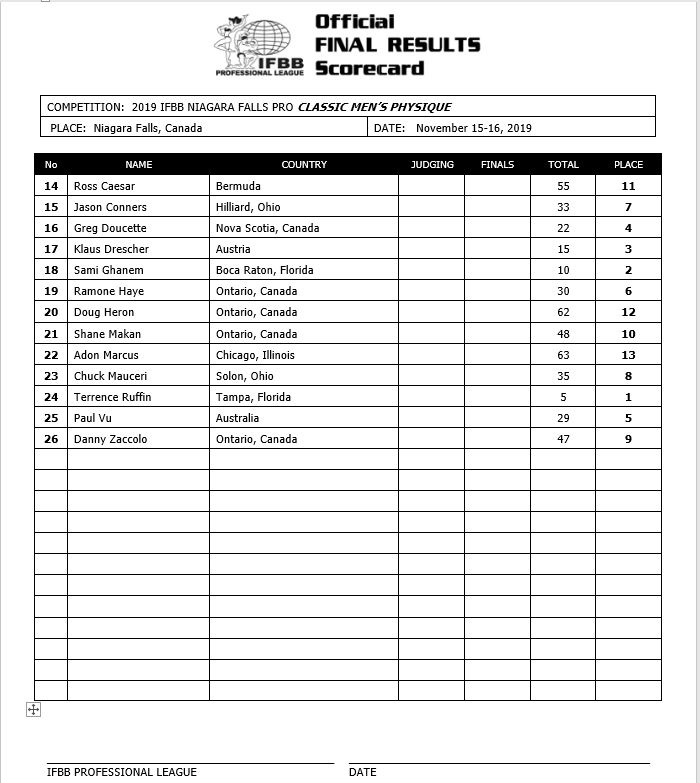 Official
FINAL RESULTS
Scorecard
IFBB
PROFESSIONAL LEAGUE
COMPETITION: 2019 IFBB NIAGARA FALLS PRO CLASSIC MEN'S PHYSIQUE
PLACE: Niagara Falls, Canada DATE: November 15-16, 2019
No NAME COUNTRY JUDGING FINALS TOTAL PLACE
14 Ross Caesar Bermuda 55 11
15 Jason Conners Hilliard, Ohio 33 7
16 Greg Doucette Nova Scotia, Canada 22 4
17 Klaus Drescher Austria 15 3
18 Sami Ghanem Boca Raton, Florida 10 2
19 Ramone Haye Ontario, Canada 30 6
20 Doug Heron Ontario, Canada 62 12
21 Shane Makan Ontario, Canada 48 10
22 Adon Marcus Chicago, Illinois 63 13
23 Chuck Mauceri Solon, Ohio 35 8
24 Terrence Ruffin Tampa, Florida 5 1
25 Paul Vu Australia 29 5
26 Danny Zaccolo Ontario, Canada 47 9
IFBB PROFESSIONAL LEAGUE DATE